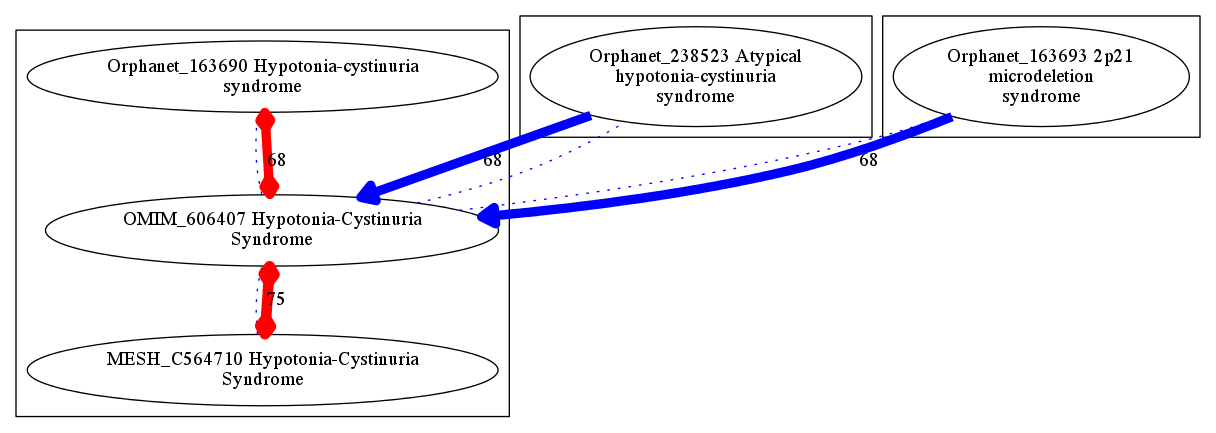 Orphanet_163690 Hypotonia-cystinuria
syndrome
Orphanet_238523 Atypical
hypotonia-cystinuria
syndrome
Orphanet_163693 2p21
microdeletion
syndrome
68
68
68
OMIM_606407 Hypotonia-Cystinuria
Syndrome
75
MESH_C564710 Hypotonia-Cystinuria
Syndrome